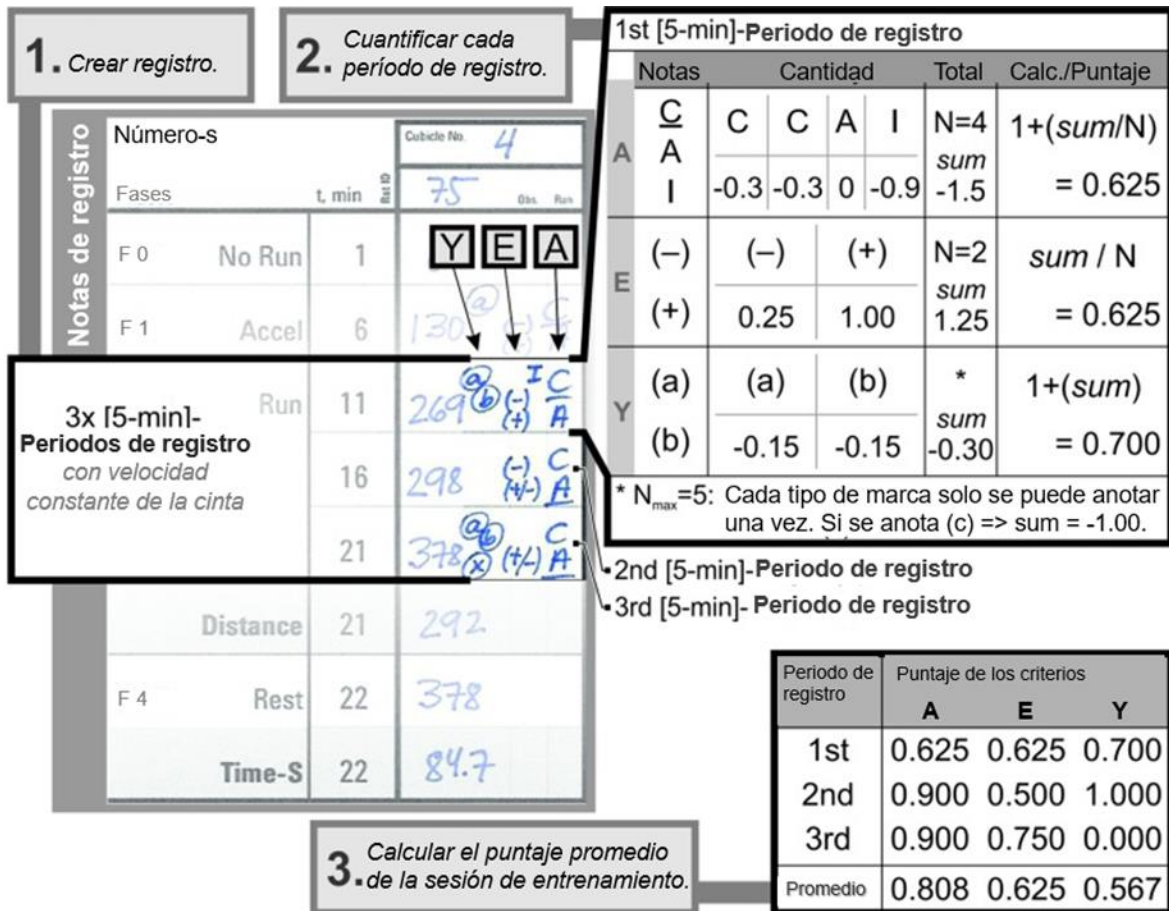 1. Crear registro.
2. Cuantificar cada
período de registro.
Notas de registro
Número-s
Cubicle No. 4
Fases
t, min
Rat ID
75
Obs. Run
F 0 No Run 1
Y E A
F 1 Accel 6 130 (a) (-) C
3x [5-min]-
Periodos de registro
con velocidad
constante de la cinta
Run 11 269 (a) (b) (-) (+) I C A
16 298 (-) (+/-) C A
21 378 (a) (b) (x) (+/-) C A
Distance 21 292
F 4 Rest 22 378
Time-S 22 84.7
1st [5-min]-Periodo de registro
Notas Cantidad Total Calc./Puntaje
A
C C C A I N=4 1+(sum/N)
A sum
I -0.3 -0.3 0 -0.9 -1.5 = 0.625
E
(–) (–) (+) N=2 sum / N
sum
(+) 0.25 1.00 1.25 = 0.625
Y
(a) (a) (b) * 1+(sum)
sum
(b) -0.15 -0.15 -0.30 = 0.700
* Nmax=5: Cada tipo de marca solo se puede anotar
una vez. Si se anota (c) => sum = -1.00.
2nd [5-min]-Periodo de registro
3rd [5-min]- Periodo de registro
Periodo de
registro
Puntaje de los criterios
A E Y
1st 0.625 0.625 0.700
2nd 0.900 0.500 1.000
3rd 0.900 0.750 0.000
Promedio 0.808 0.625 0.567
3. Calcular el puntaje promedio
de la sesión de entrenamiento.